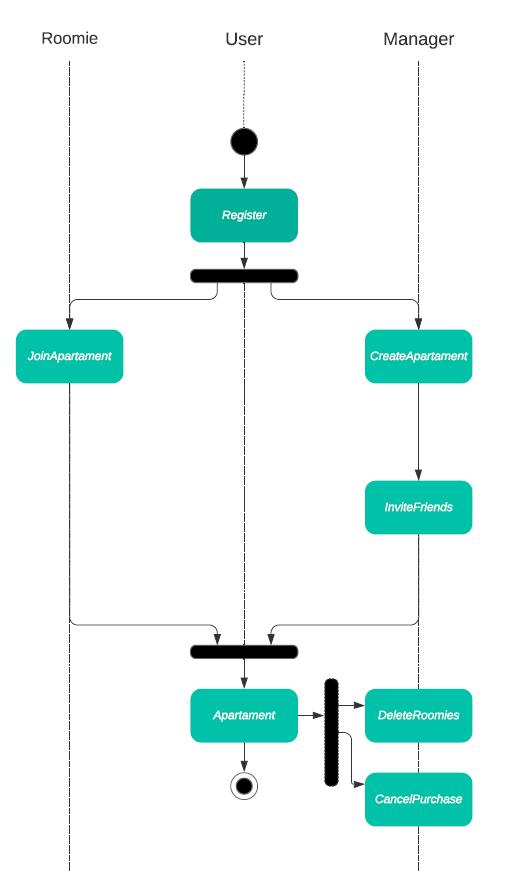 Roomie
User
Manager
Register
JoinApartament
CreateApartament
InviteFriends
Apartament
DeleteRoomies
CancelPurchase